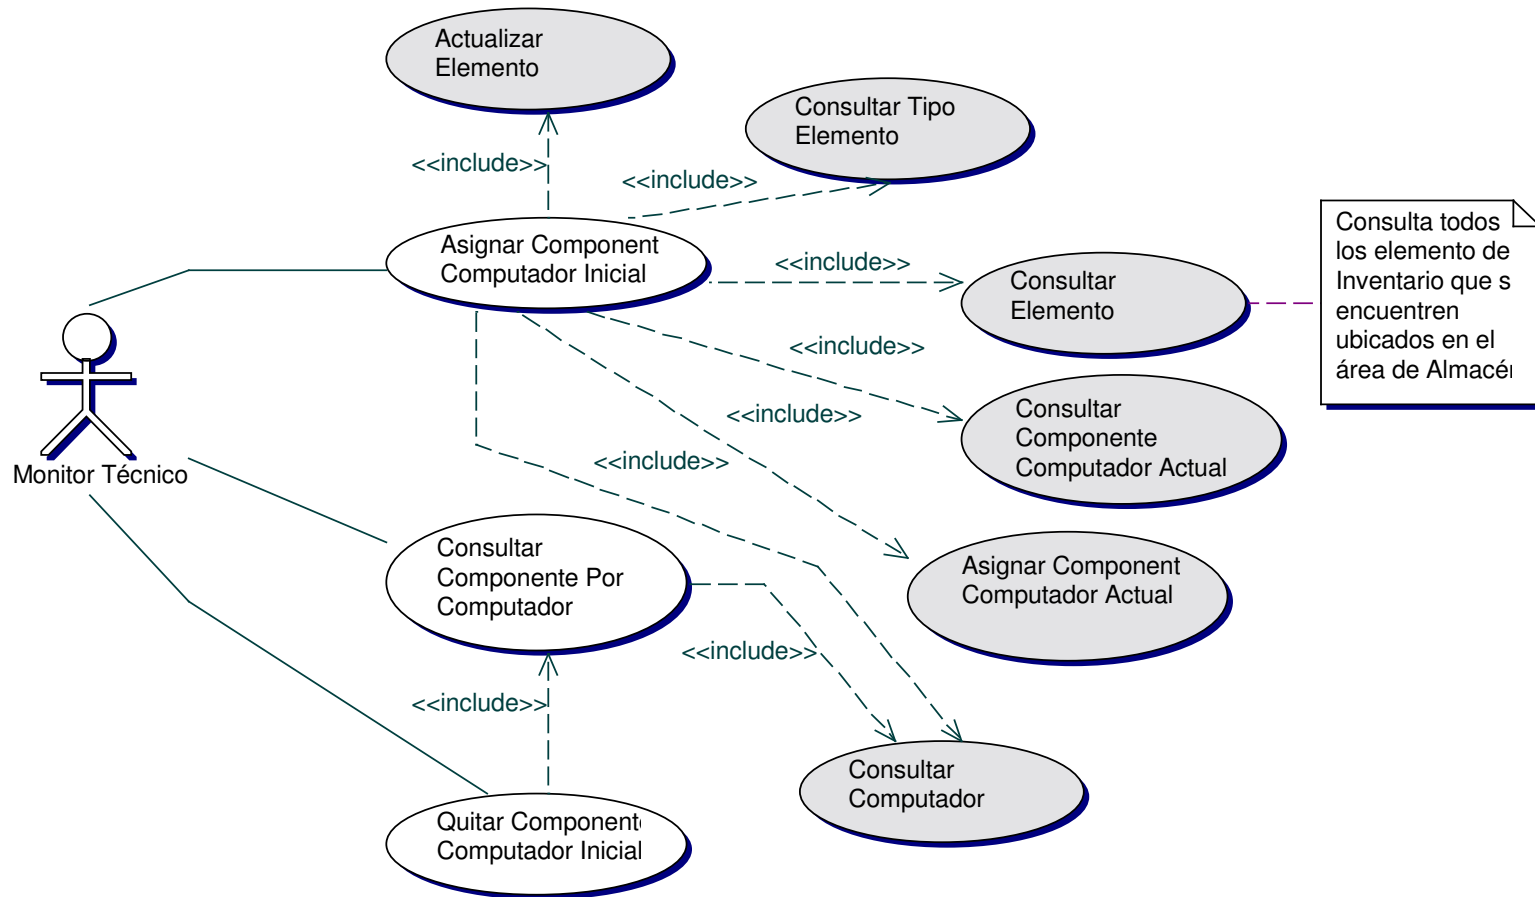 Actualizar
Elemento
Consultar Tipo
Elemento
<<include>>
<<include>>
Asignar Component
Computador Inicial
<<include>>
Consultar
Elemento
Consulta todos
los elemento de
Inventario que s
encuentren
ubicados en el
área de Almacén
<<include>>
Consultar
Componente
Computador Actual
<<include>>
<<include>>
Monitor Técnico
Consultar
Componente Por
Computador
Asignar Component
Computador Actual
<<include>>
<<include>>
Consultar
Computador
Quitar Component
Computador Inicial